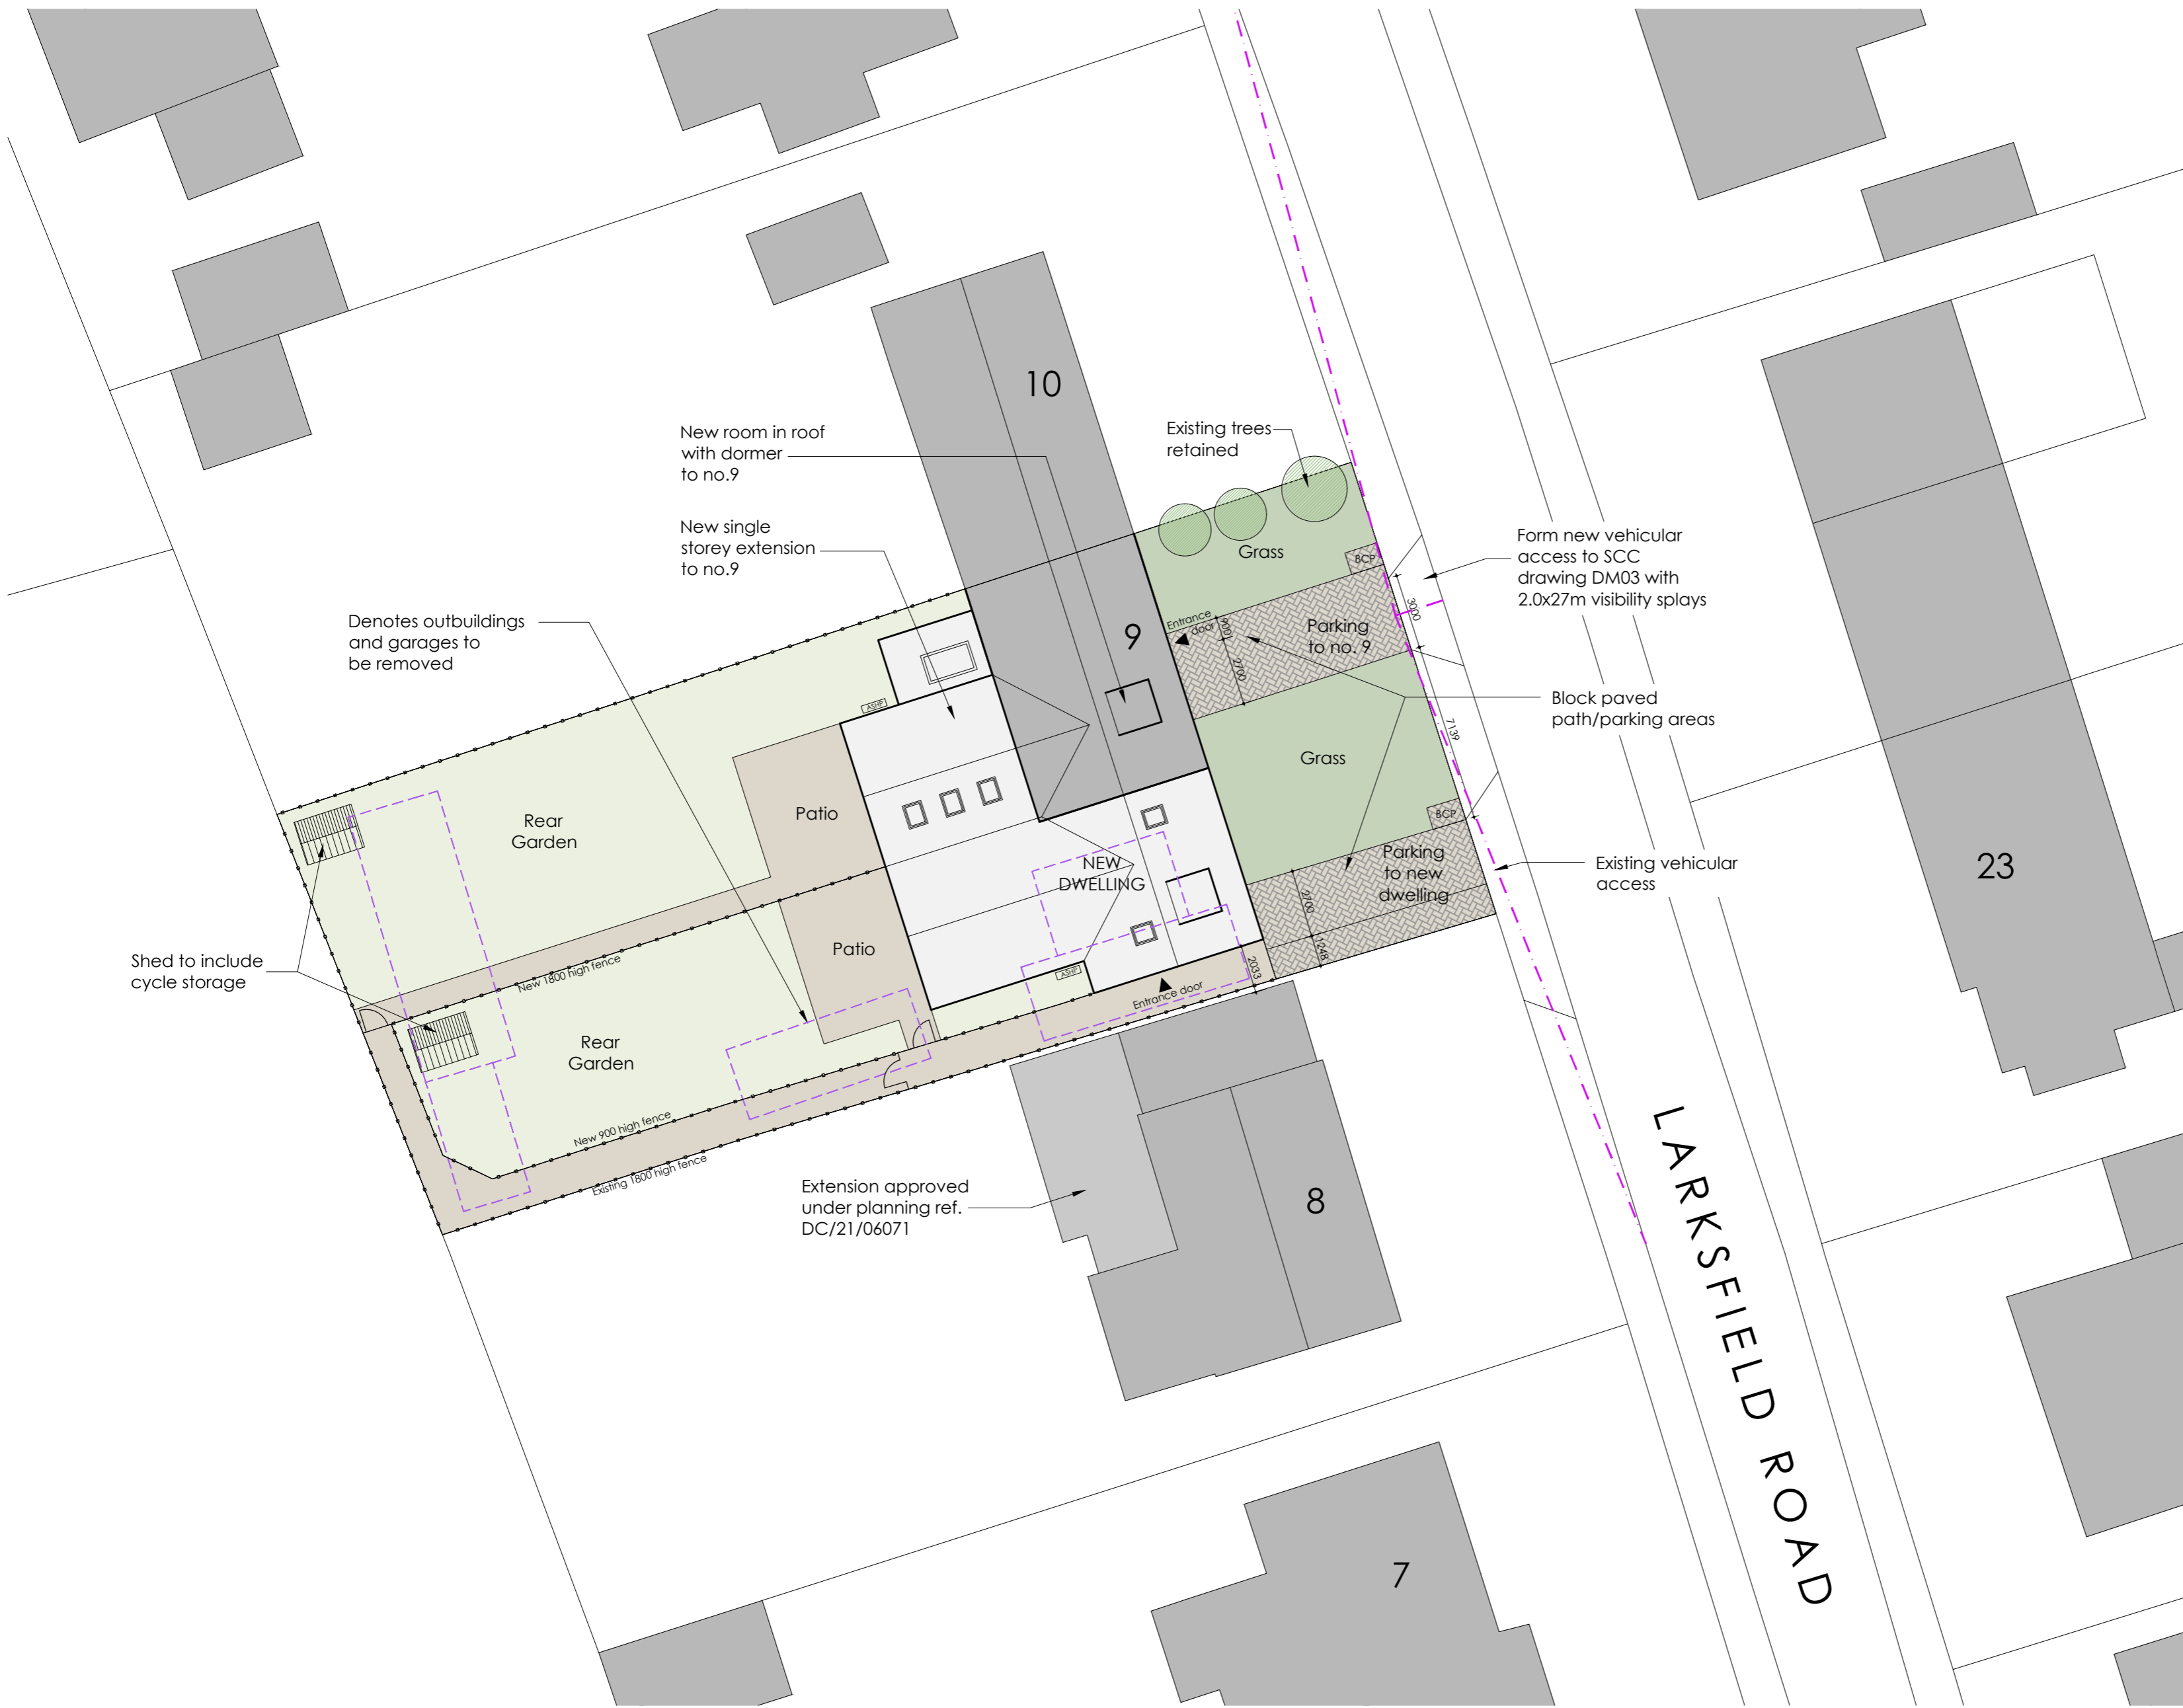 10
New room in roof
with dormer
to no.9
Existing trees
retained
New single
storey extension
to no.9
Grass
BCP
Form new vehicular
access to SCC
drawing DM03 with
2.0x27m visibility splays
3000
Denotes outbuildings
and garages to
be removed
9
Entrance
door
900
Parking
to no. 9
2700
ASHP
Block paved
path/parking areas
7139
Grass
Patio
Rear
Garden
BCP
NEW
DWELLING
Parking
to new
dwelling
Existing vehicular
access
23
2700
Patio
1248
2033
Shed to include
cycle storage
New 1800 high fence
ASHP
Entrance door
Rear
Garden
New 900 high fence
Existing 1800 high fence
Extension approved
under planning ref.
DC/21/06071
8
LARKSFIELD ROAD
7